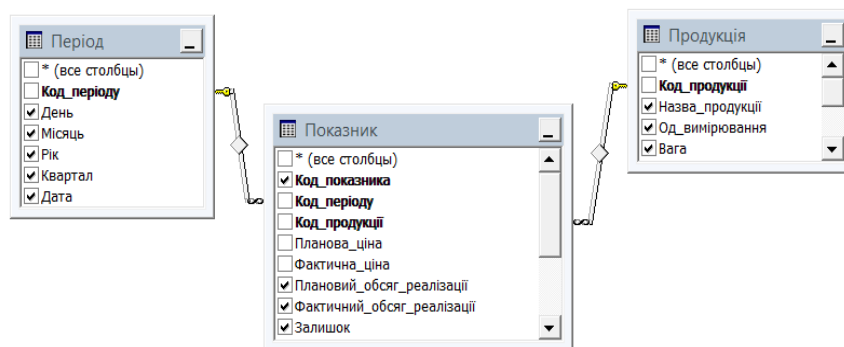 Період
* (все столбцы)
Код_періоду
День
Місяць
Рік
Квартал
Дата
Показник
* (все столбцы)
Код_показника
Код_періоду
Код_продукції
Планова_ціна
Фактична_ціна
Плановий_обсяг_реалізації
Фактичний_обсяг_реалізації
Залишок
Продукція
* (все столбцы)
Код_продукції
Назва_продукції
Од_вимірювання
Вага